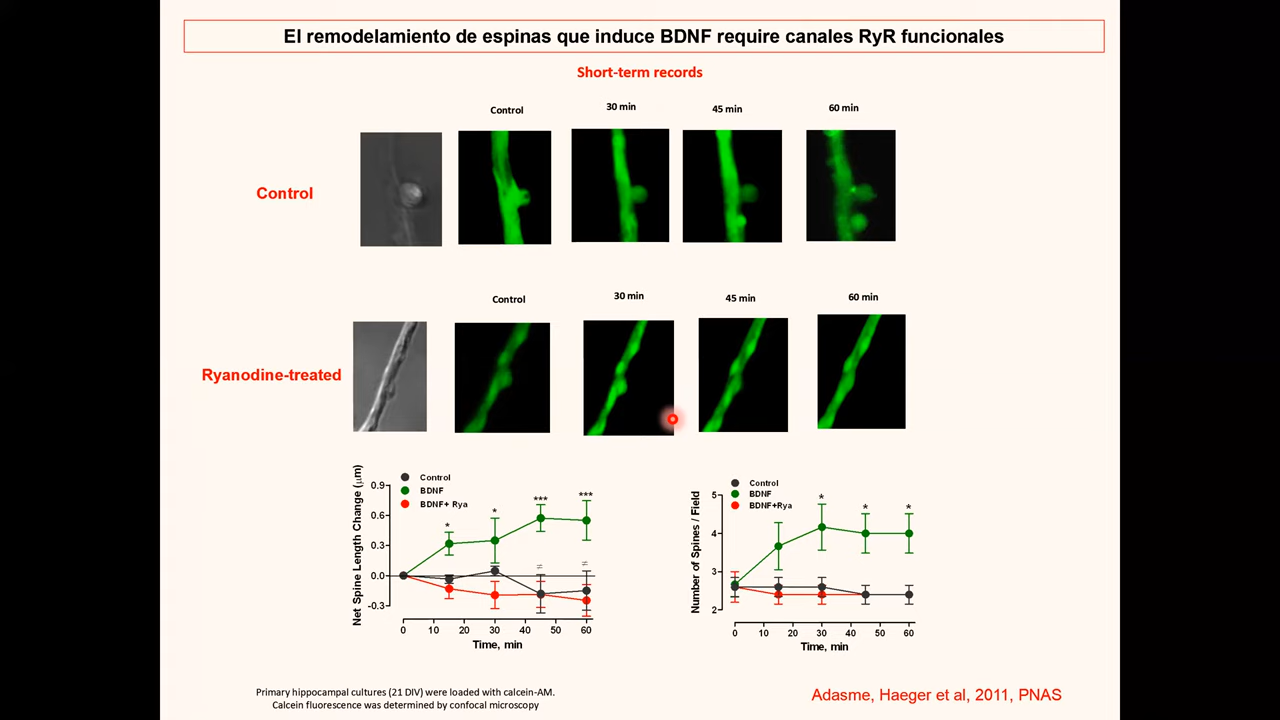 El remodelamiento de espinas que induce BDNF require canales RyR funcionales
Short-term records
Control 30 min 45 min 60 min
Control
Control 30 min 45 min 60 min
Ryanodine-treated
Net Spine Length Change (µm)
0.9
0.6
0.3
0.0
-0.3
Control
BDNF
BDNF+ Rya
* * *** ***
≠ ≠
0 10 20 30 40 50 60
Time, min
Number of Spines / Field
5
4
3
2
Control
BDNF
BDNF+Rya
* * *
0 10 20 30 40 50 60
Time, min
Primary hippocampal cultures (21 DIV) were loaded with calcein-AM.
Calcein fluorescence was determined by confocal microscopy
Adasme, Haeger et al, 2011, PNAS